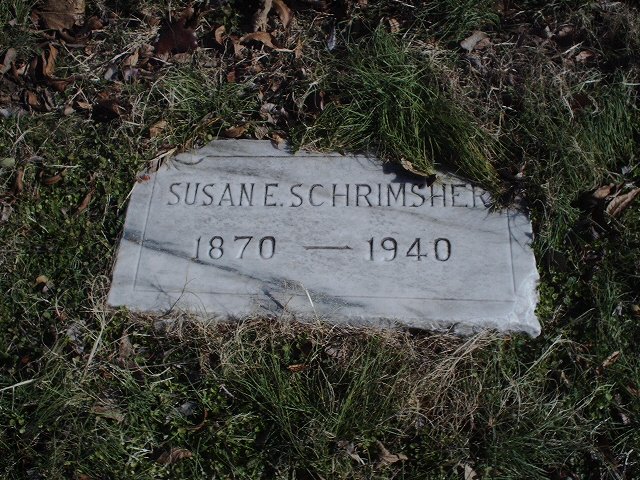 SUSAN E. SCHRIMSHER
1870 — 1940